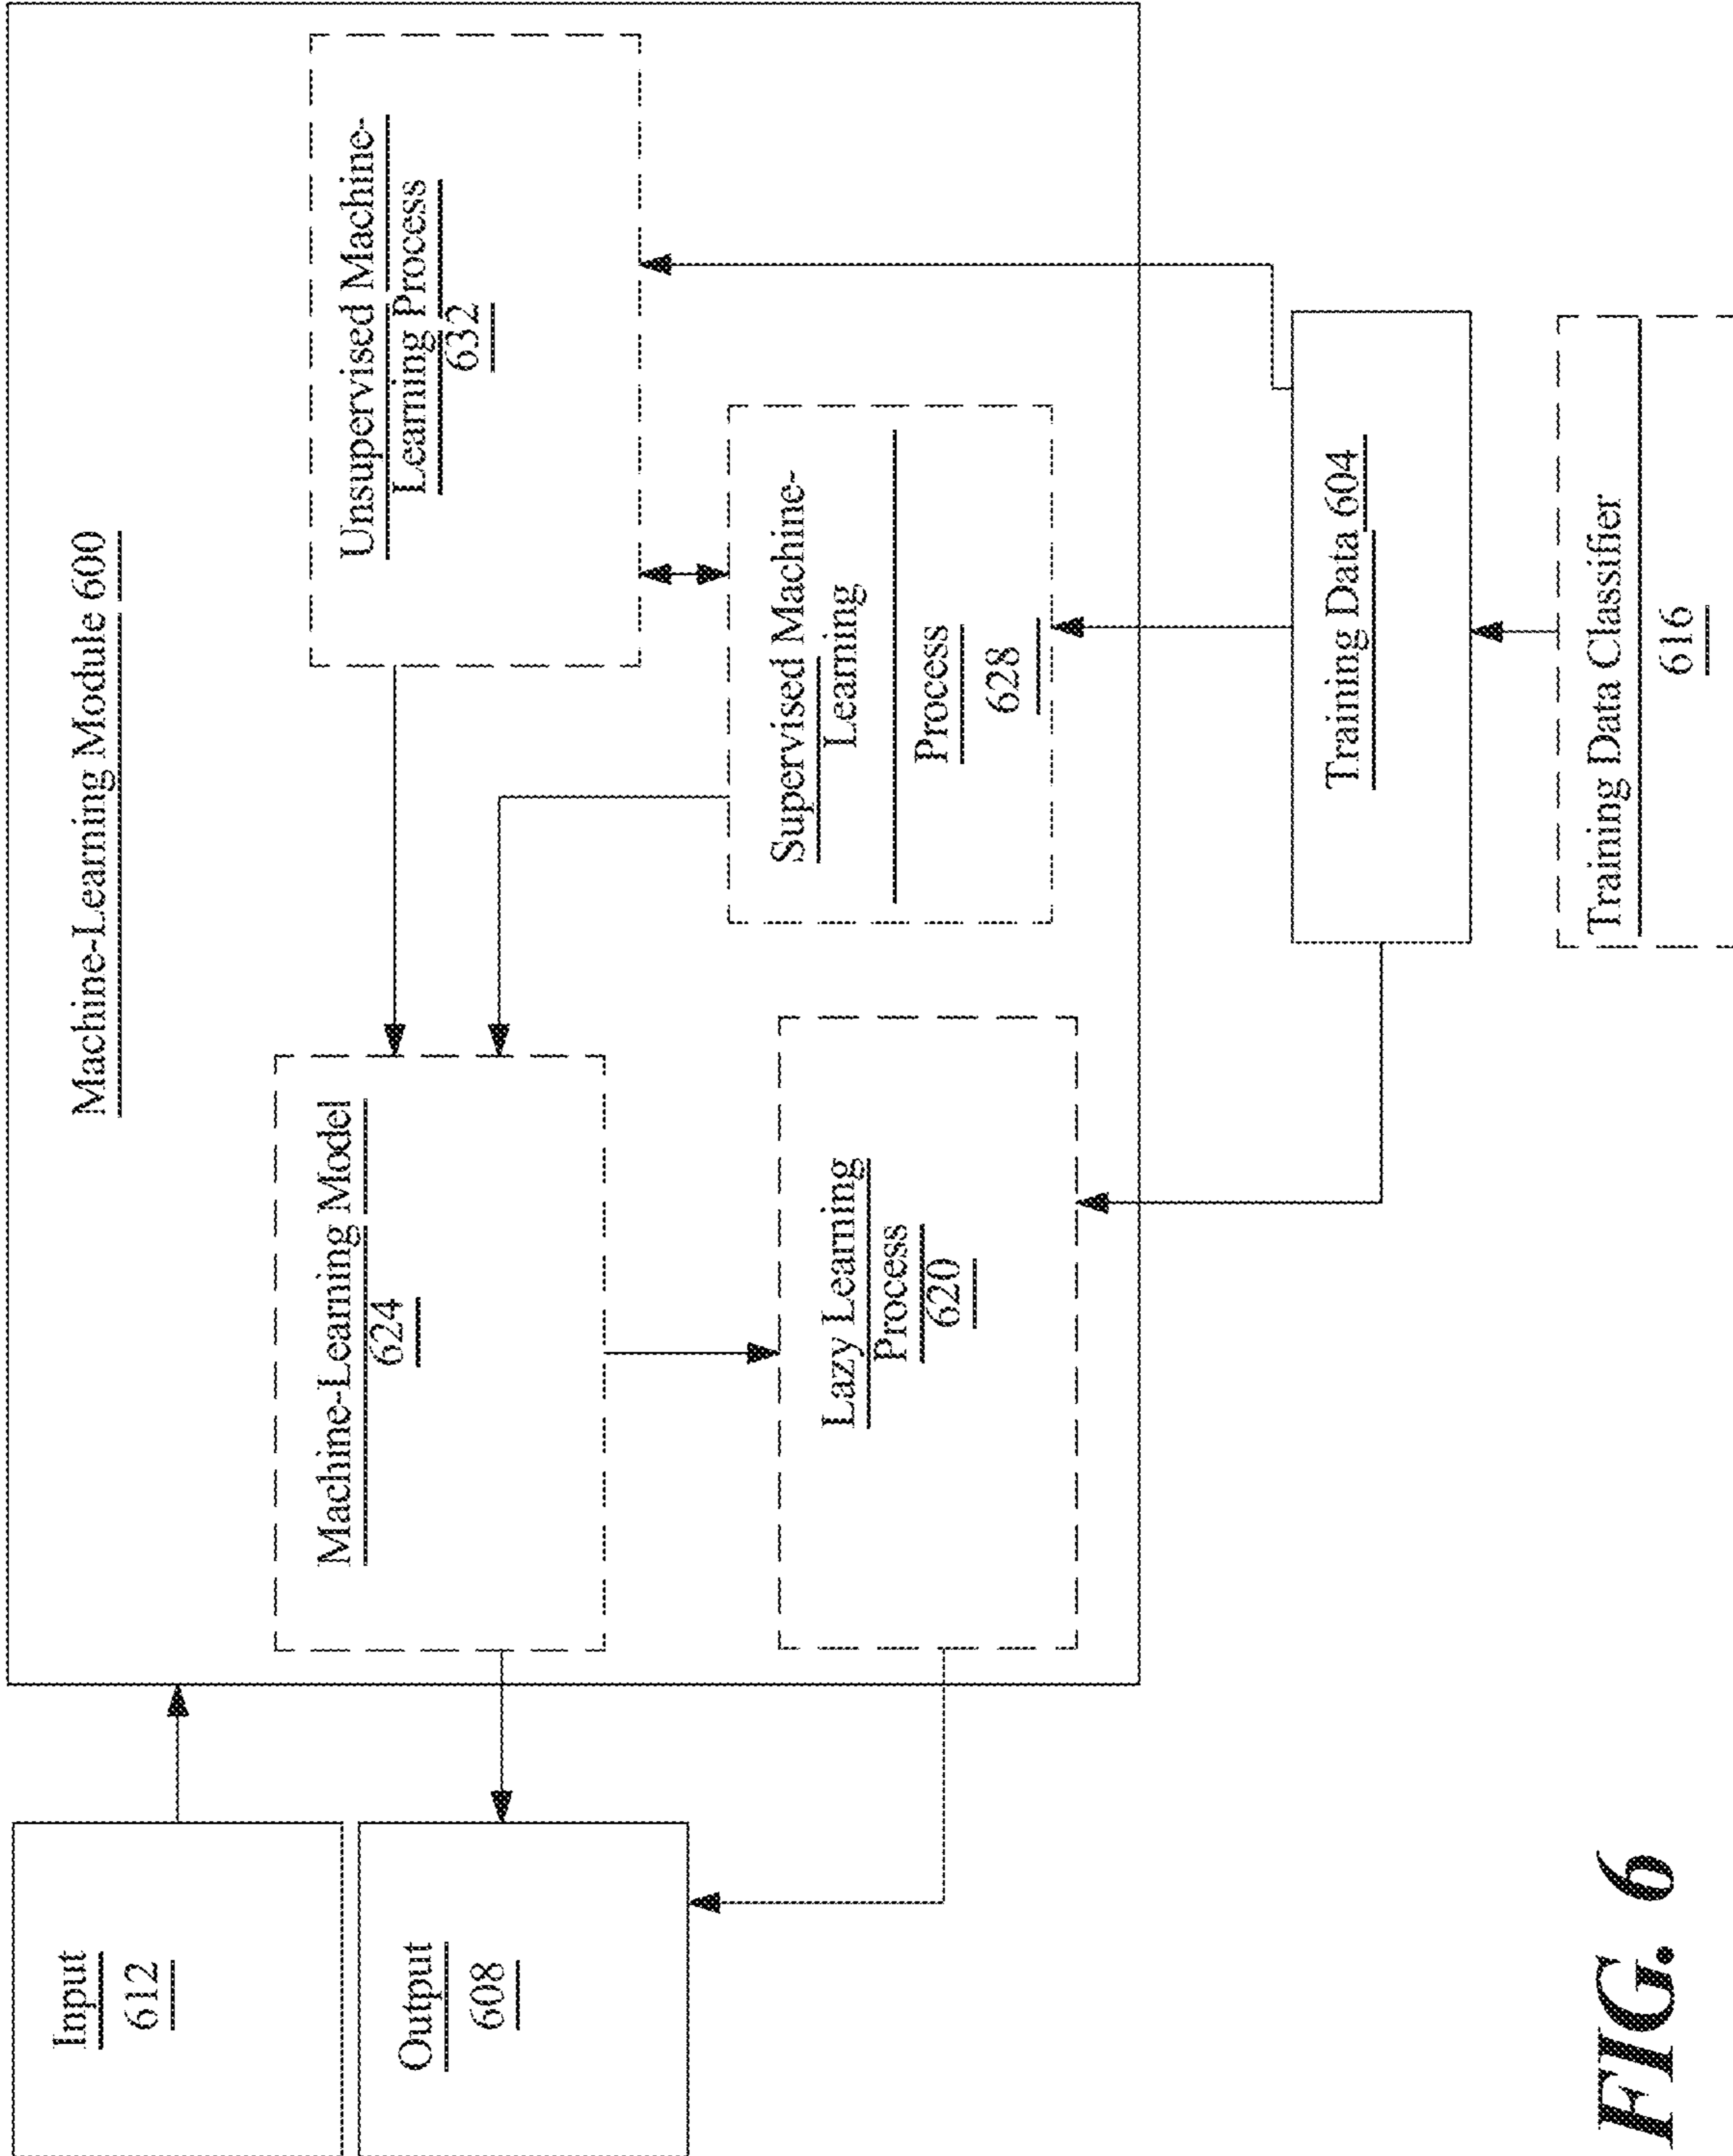 Machine-Learning Module 600
Input
612
Output
608
Machine-Learning Model
624
Unsupervised Machine-
Learning Process
632
Lazy Learning
Process
620
Supervised Machine-
Learning
Process
628
Training Data 604
Training Data Classifier
616
FIG. 6